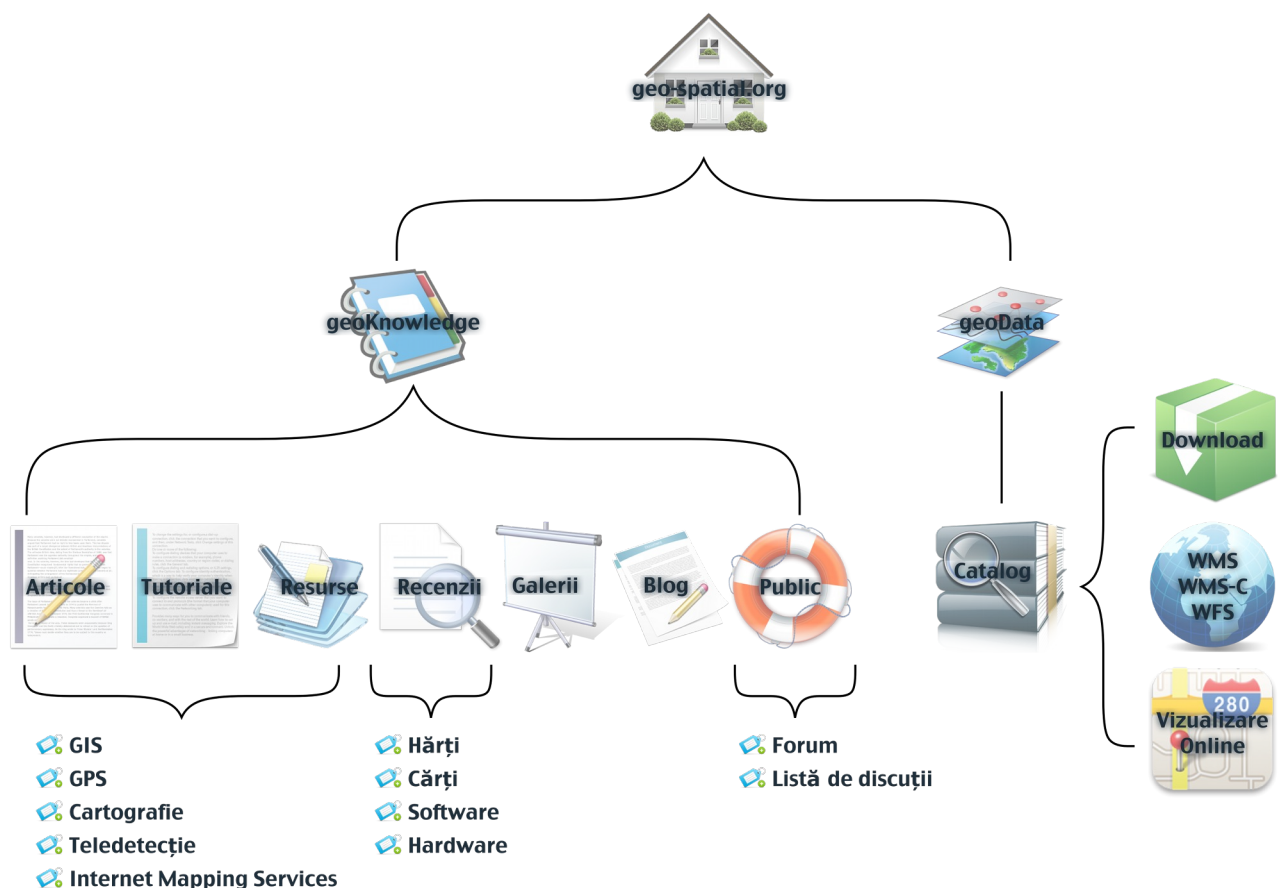 geo-spatial.org
geoKnowledge
geoData
Download
Articole
Tutoriale
Resurse
Recenzii
Galerii
Blog
Public
Catalog
WMS
WMS-C
WFS
280
Vizualizare
Online
GIS
GPS
Cartografie
Teledetecție
Internet Mapping Services
Hărți
Cărți
Software
Hardware
Forum
Listă de discuții